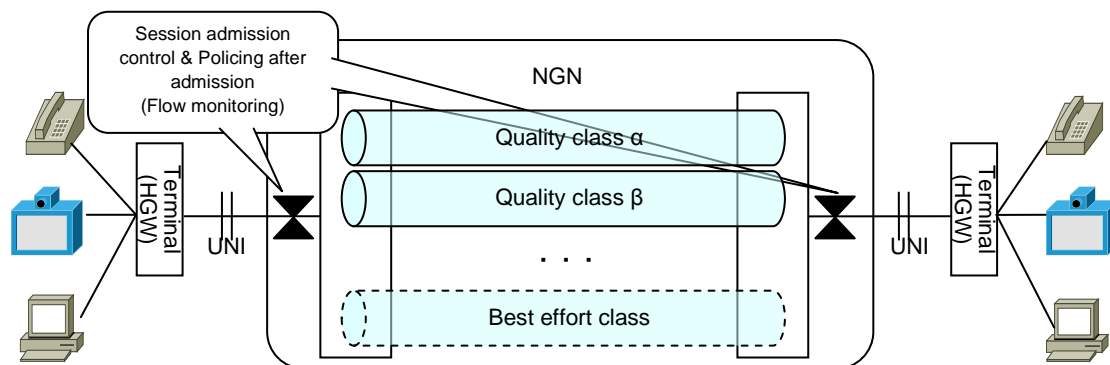 Session admission
control & Policing after
admission
(Flow monitoring)
NGN
Quality class α
Quality class β
. . .
Best effort class
Terminal
(HGW)
UNI
UNI
Terminal
(HGW)